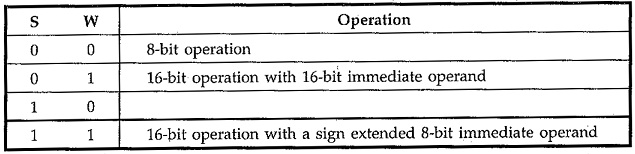 S W Operation
0 0 8-bit operation
0 1 16-bit operation with 16-bit immediate operand
1 0
1 1 16-bit operation with a sign extended 8-bit immediate operand